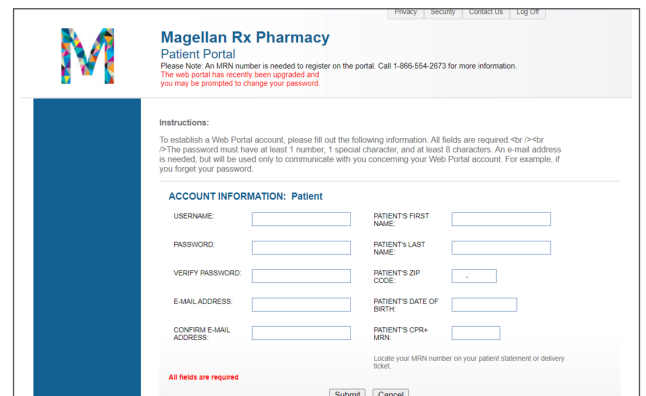 Privacy Security Contact Us Log Off
Magellan Rx Pharmacy
Patient Portal
Please Note: An MRN number is needed to register on the portal. Call 1-866-554-2673 for more information.
The web portal has recently been upgraded and
you may be prompted to change your password.
Instructions:
To establish a Web Portal account, please fill out the following information. All fields are required.<br /><br
/>The password must have at least 1 number, 1 special character, and at least 8 characters. An e-mail address
is needed, but will be used only to communicate with you concerning your Web Portal account. For example, if
you forget your password.
ACCOUNT INFORMATION: Patient
USERNAME:
PATIENT'S FIRST
NAME:
PASSWORD:
PATIENT's LAST
NAME:
VERIFY PASSWORD:
PATIENT'S ZIP
CODE:
-
E-MAIL ADDRESS:
PATIENT'S DATE OF
BIRTH:
CONFIRM E-MAIL
ADDRESS:
PATIENT'S CPR+
MRN:
Locate your MRN number on your patient statement or delivery
ticket.
All fields are required
Submit Cancel